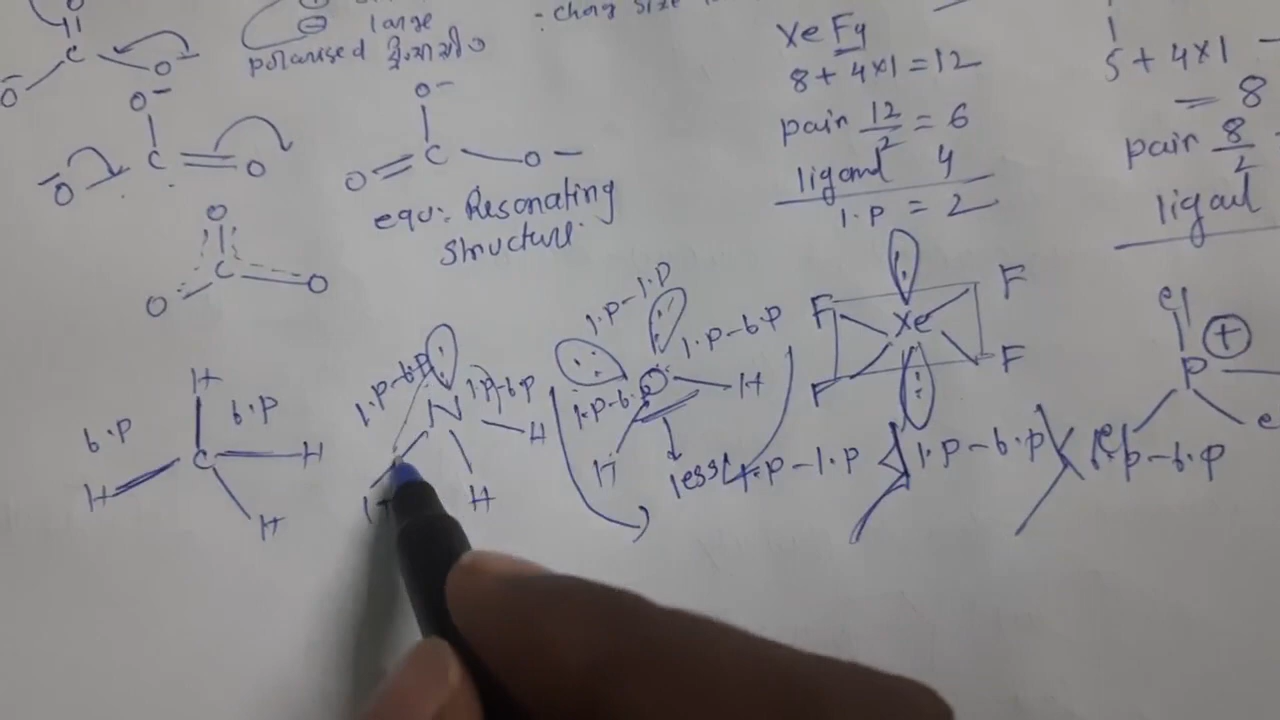 large
polarised
O⁻
C
O
⁻O
C
O
O⁻
O
C
O⁻
equ: Resonating
structure.
O
C
O
O
XeF4
8 + 4×1 = 12
pair 12/2 = 6
ligand 4
l.p = 2
5 + 4×1
= 8
pair 8/2
ligand
H
b.p
b.p
C
H
H
H
l.p-b.p
l.p-b.p
N
H
H
H
l.p-l.p
l.p-b.p
l.p-b.p
O
H
H
less
F
F
Xe
F
F
Cl
P
+
l.p-l.p > l.p-b.p > b.p-b.p